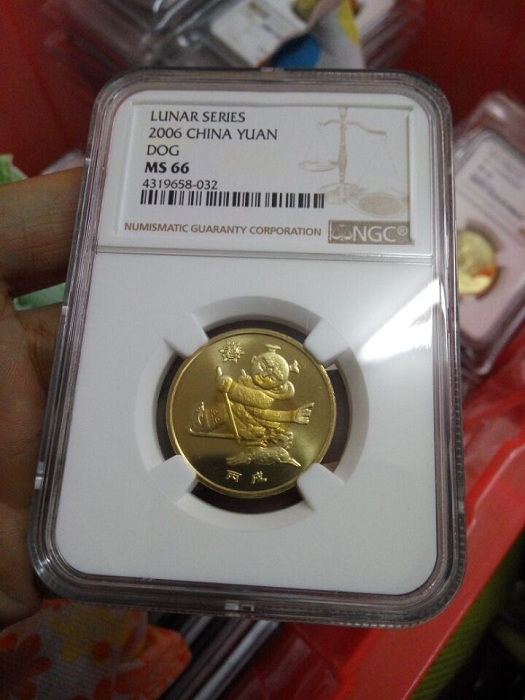 LUNAR SERIES
2006 CHINA YUAN
DOG
MS 66
4319658-032
NUMISMATIC GUARANTY CORPORATION NGC®
丙戌